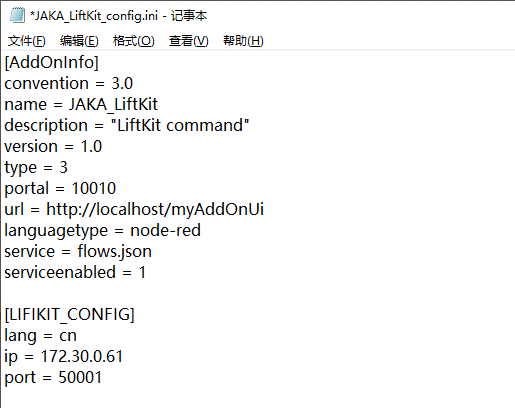 *JAKA_LiftKit_config.ini - 记事本
文件(F) 编辑(E) 格式(O) 查看(V) 帮助(H)
[AddOnInfo]
convention = 3.0
name = JAKA_LiftKit
description = "LiftKit command"
version = 1.0
type = 3
portal = 10010
url = http://localhost/myAddOnUi
languagetype = node-red
service = flows.json
serviceenabled = 1
[LIFIKIT_CONFIG]
lang = cn
ip = 172.30.0.61
port = 50001